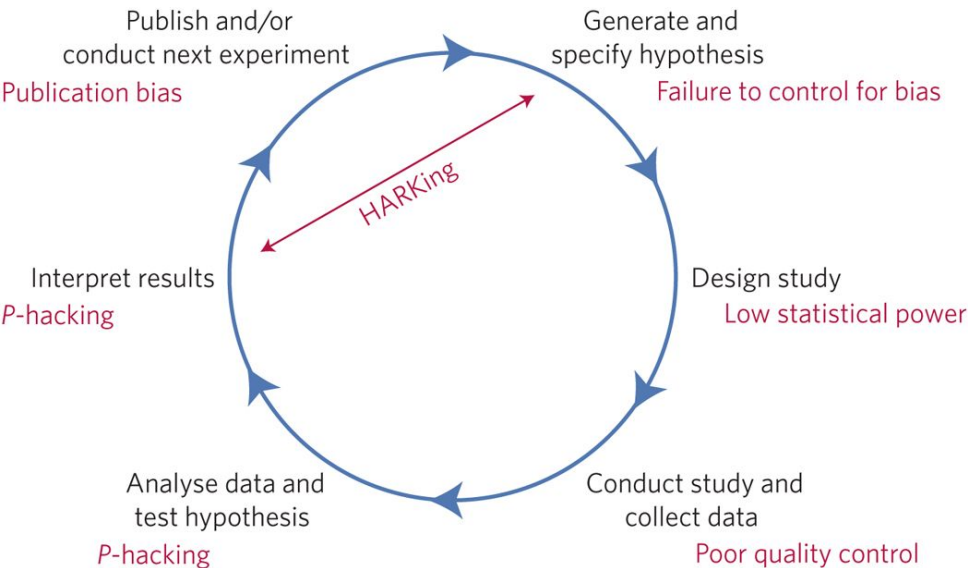 Publish and/or
conduct next experiment
Publication bias
Generate and
specify hypothesis
Failure to control for bias
HARKing
Interpret results
P-hacking
Design study
Low statistical power
Analyse data and
test hypothesis
P-hacking
Conduct study and
collect data
Poor quality control